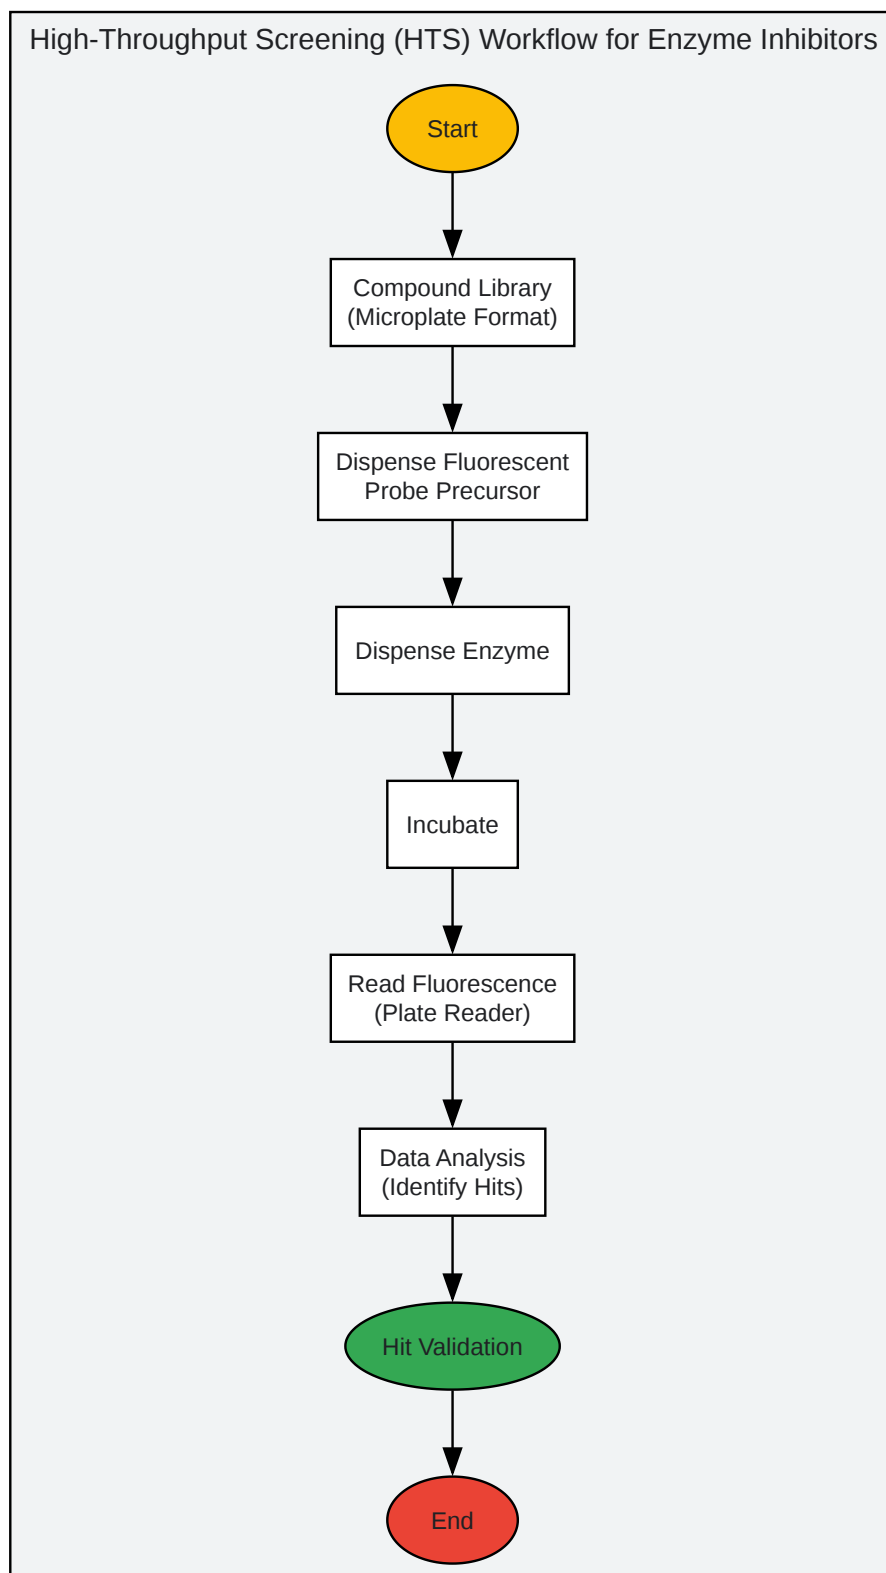 High-Throughput Screening (HTS) Workflow for Enzyme Inhibitors
Start
Compound Library
(Microplate Format)
Dispense Fluorescent
Probe Precursor
Dispense Enzyme
Incubate
Read Fluorescence
(Plate Reader)
Data Analysis
(Identify Hits)
Hit Validation
End